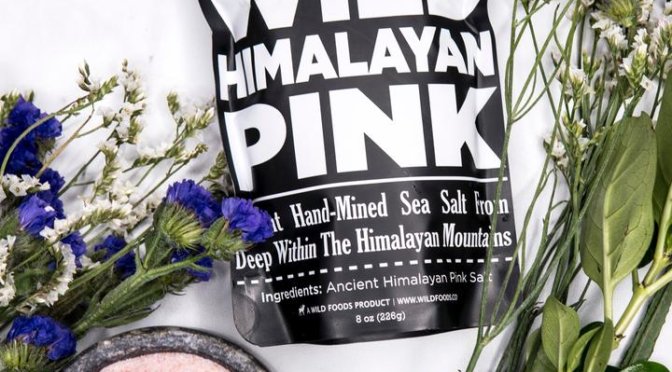 WILD
HIMALAYAN
PINK
Hand-Mined Sea Salt From
Deep Within The Himalayan Mountains
Ingredients: Ancient Himalayan Pink Salt
A WILD FOODS PRODUCT | WWW.WILDFOODS.CO
8 oz (226g)